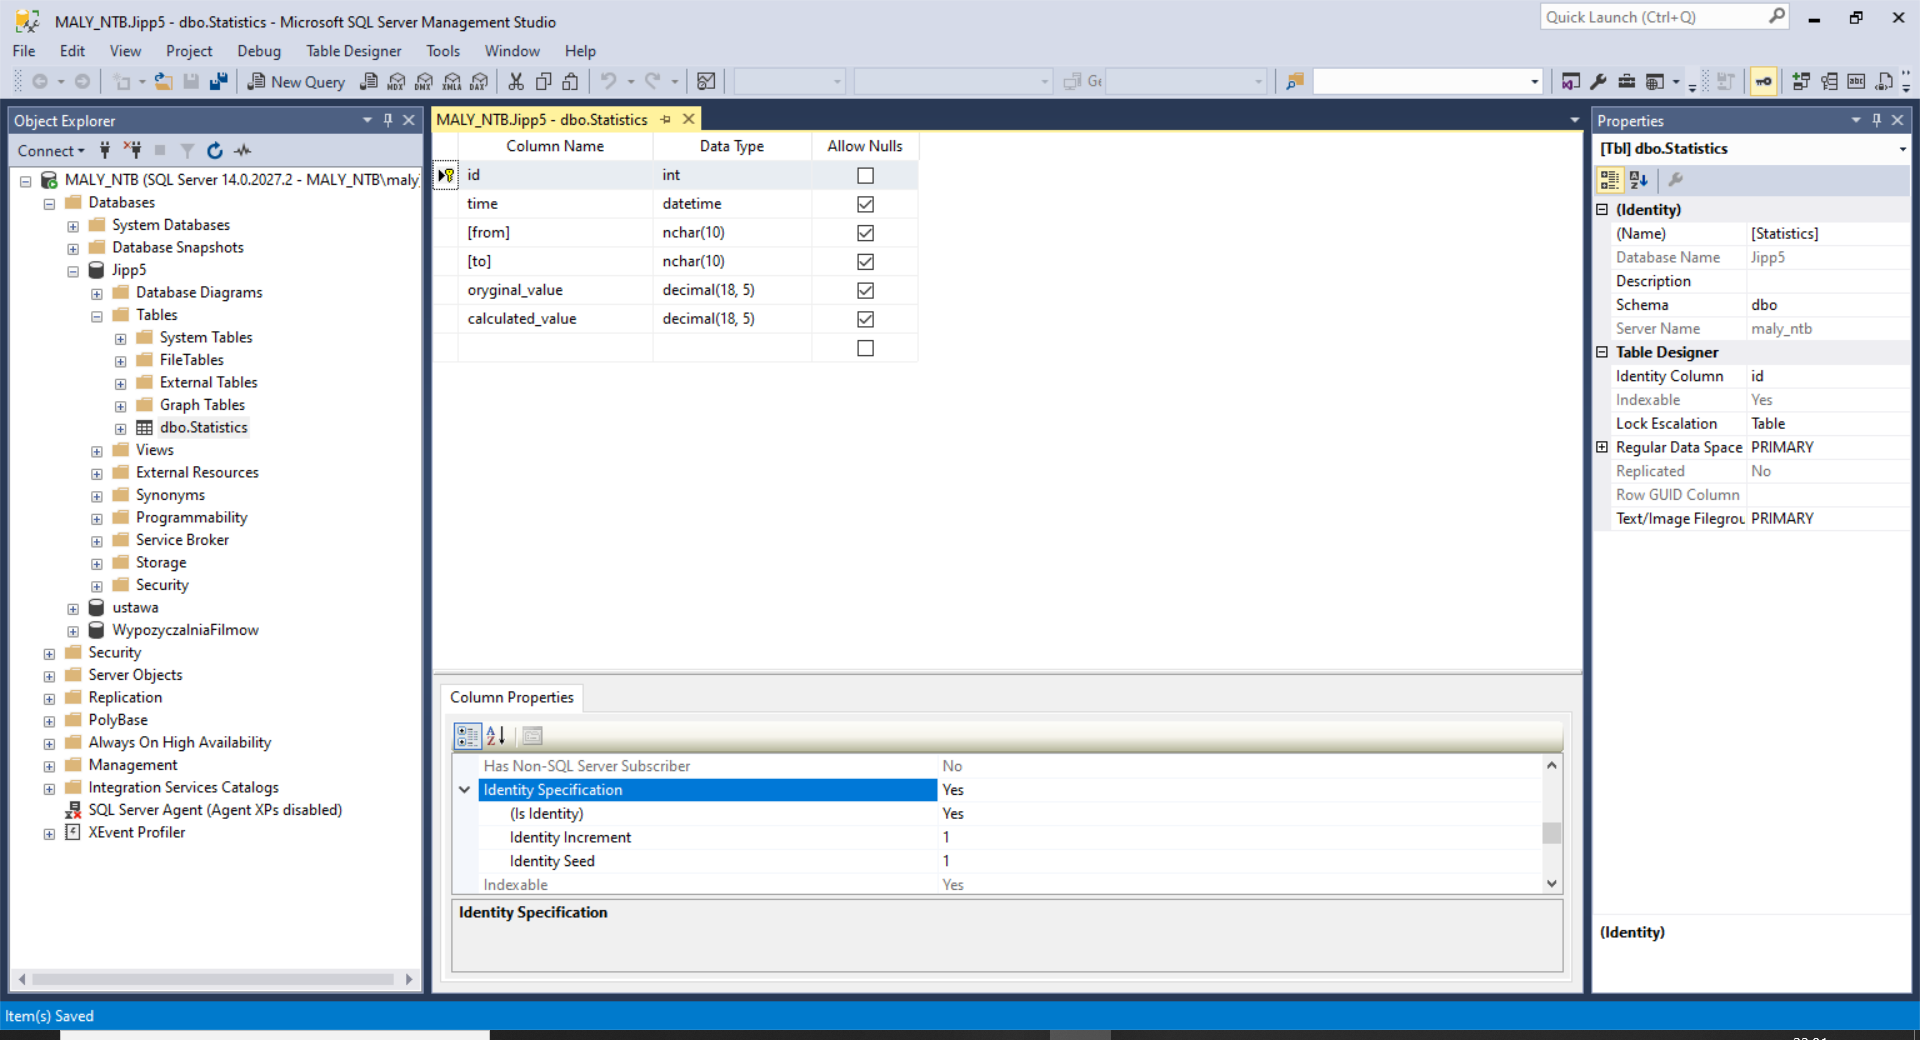 MALY_NTB.Jipp5 - dbo.Statistics - Microsoft SQL Server Management Studio
Quick Launch (Ctrl+Q)
File Edit View Project Debug Table Designer Tools Window Help
New Query MDX DMX XMLA DAX Ge abc
Object Explorer
Connect
MALY_NTB (SQL Server 14.0.2027.2 - MALY_NTB\maly
Databases
System Databases
Database Snapshots
Jipp5
Database Diagrams
Tables
System Tables
FileTables
External Tables
Graph Tables
dbo.Statistics
Views
External Resources
Synonyms
Programmability
Service Broker
Storage
Security
ustawa
WypozyczalniaFilmow
Security
Server Objects
Replication
PolyBase
Always On High Availability
Management
Integration Services Catalogs
SQL Server Agent (Agent XPs disabled)
XEvent Profiler
MALY_NTB.Jipp5 - dbo.Statistics
Column Name Data Type Allow Nulls
id int
time datetime
[from] nchar(10)
[to] nchar(10)
oryginal_value decimal(18, 5)
calculated_value decimal(18, 5)
Column Properties
Has Non-SQL Server Subscriber No
Identity Specification Yes
(Is Identity) Yes
Identity Increment 1
Identity Seed 1
Indexable Yes
Identity Specification
Properties
[Tbl] dbo.Statistics
(Identity)
(Name) [Statistics]
Database Name Jipp5
Description
Schema dbo
Server Name maly_ntb
Table Designer
Identity Column id
Indexable Yes
Lock Escalation Table
Regular Data Space PRIMARY
Replicated No
Row GUID Column
Text/Image Filegrou PRIMARY
(Identity)
Item(s) Saved